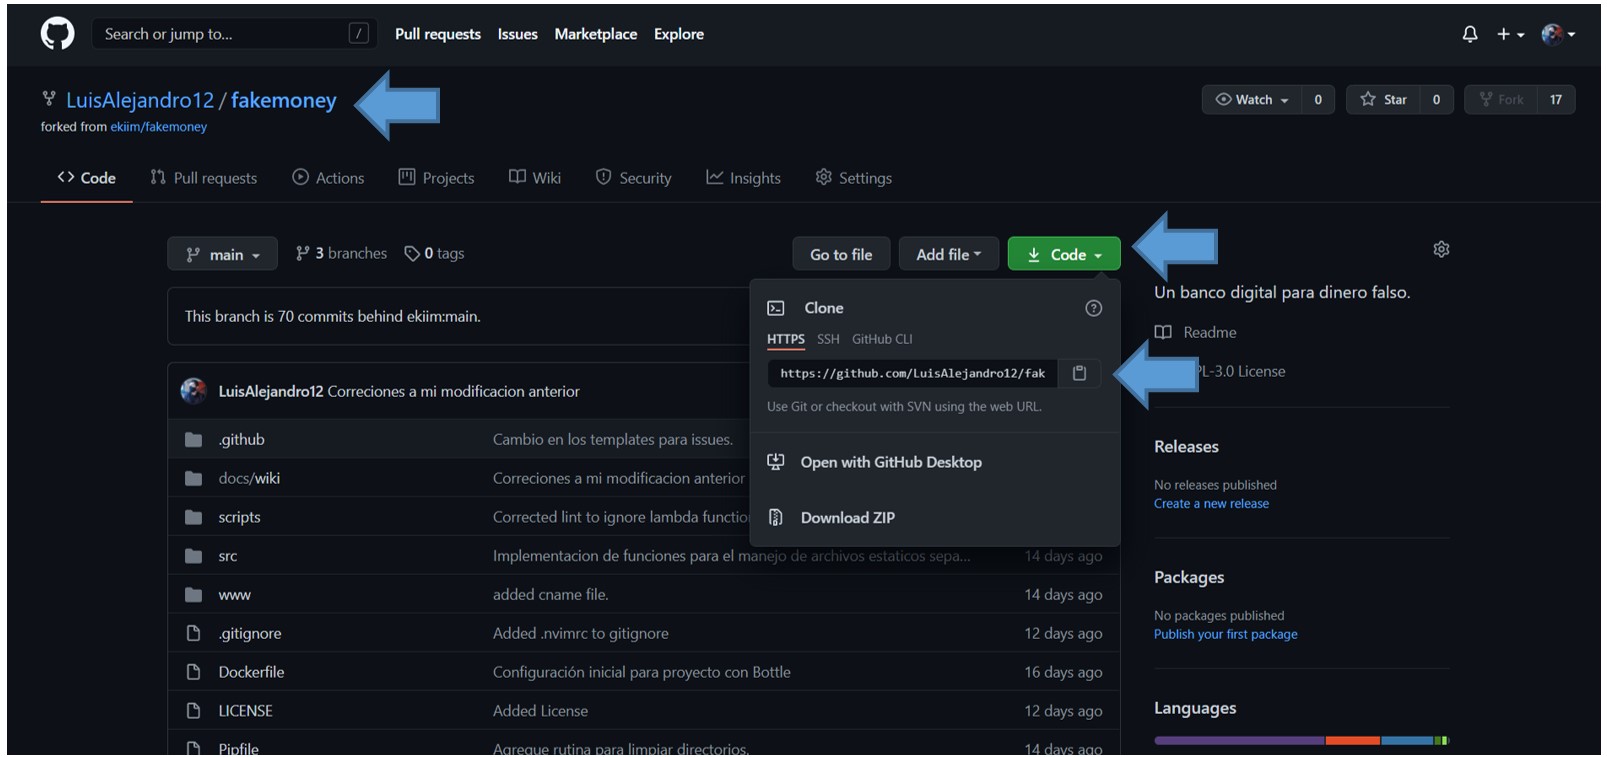 Search or jump to... /
Pull requests Issues Marketplace Explore
LuisAlejandro12 / fakemoney
forked from ekiim/fakemoney
Watch 0 Star 0 Fork 17
<> Code Pull requests Actions Projects Wiki Security Insights Settings
main 3 branches 0 tags
Go to file Add file Code
This branch is 70 commits behind ekiim:main.
Clone
HTTPS SSH GitHub CLI
https://github.com/LuisAlejandro12/fak
Use Git or checkout with SVN using the web URL.
Open with GitHub Desktop
Download ZIP
LuisAlejandro12 Correciones a mi modificacion anterior
.github Cambio en los templates para issues.
docs/wiki Correciones a mi modificacion anterior
scripts Corrected lint to ignore lambda
src Implementacion de funciones para el manejo de archivos estaticos sepa... 14 days ago
www added cname file. 14 days ago
.gitignore Added .nvimrc to gitignore 12 days ago
Dockerfile Configuración inicial para proyecto con Bottle 16 days ago
LICENSE Added License 12 days ago
Pipfile Agregue rutina para limpiar directorios. 14 days ago
Un banco digital para dinero falso.
Readme
PL-3.0 License
Releases
No releases published
Create a new release
Packages
No packages published
Publish your first package
Languages